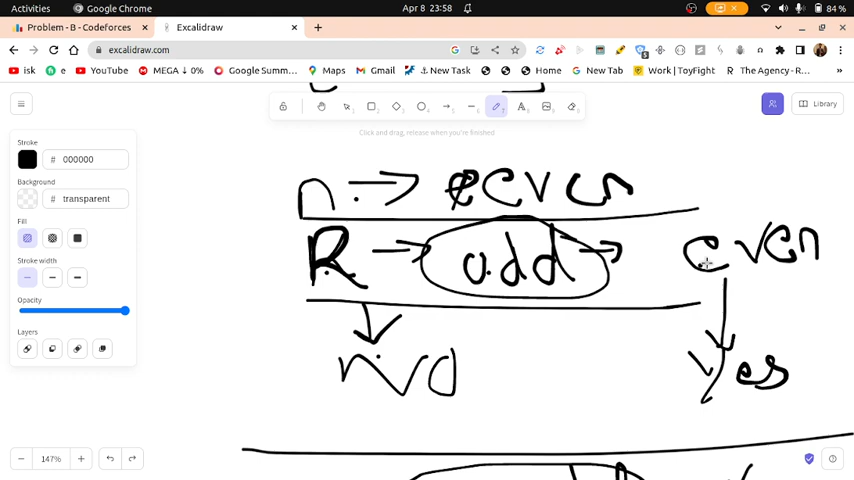 Activities
Google Chrome
Apr 8 23:58
84 %
Problem - B - Codeforces
Excalidraw
excalidraw.com
isk
e
YouTube
MEGA ↓ 0%
Google Summ...
Maps
Gmail
⚓ New Task
Home
New Tab
Work | ToyFight
R The Agency - R...
Library
Click and drag, release when you're finished
Stroke
# 000000
Background
# transparent
Fill
Stroke width
Opacity
Layers
n → even
R → odd → even
No
yes
147%